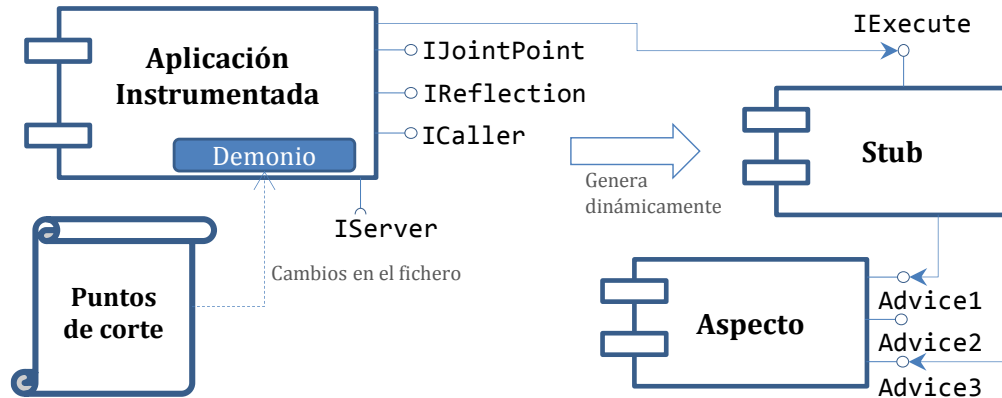 Aplicación
Instrumentada
Demonio
IJointPoint
IReflection
ICaller
IServer
IExecute
Stub
Genera
dinámicamente
Cambios en el fichero
Puntos
de corte
Aspecto
Advice1
Advice2
Advice3